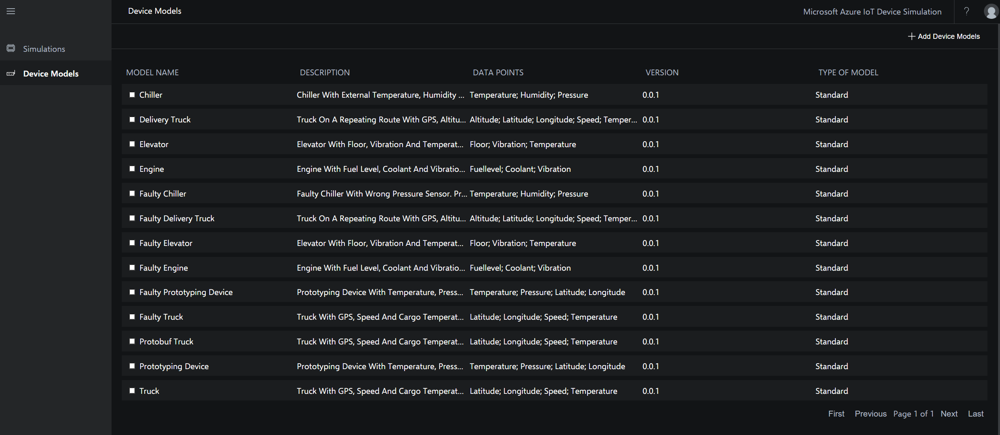 Device Models
Microsoft Azure IoT Device Simulation
?
Add Device Models
Simulations
Device Models
MODEL NAME DESCRIPTION DATA POINTS VERSION TYPE OF MODEL
Chiller Chiller With External Temperature, Humidity ... Temperature; Humidity; Pressure 0.0.1 Standard
Delivery Truck Truck On A Repeating Route With GPS, Altitu... Altitude; Latitude; Longitude; Speed; Temper... 0.0.1 Standard
Elevator Elevator With Floor, Vibration And Temperat... Floor; Vibration; Temperature 0.0.1 Standard
Engine Engine With Fuel Level, Coolant And Vibratio... Fuellevel; Coolant; Vibration 0.0.1 Standard
Faulty Chiller Faulty Chiller With Wrong Pressure Sensor. Pr... Temperature; Humidity; Pressure 0.0.1 Standard
Faulty Delivery Truck Truck On A Repeating Route With GPS, Altitu... Altitude; Latitude; Longitude; Speed; Temper... 0.0.1 Standard
Faulty Elevator Elevator With Floor, Vibration And Temperat... Floor; Vibration; Temperature 0.0.1 Standard
Faulty Engine Engine With Fuel Level, Coolant And Vibratio... Fuellevel; Coolant; Vibration 0.0.1 Standard
Faulty Prototyping Device Prototyping Device With Temperature, Press... Temperature; Pressure; Latitude; Longitude 0.0.1 Standard
Faulty Truck Truck With GPS, Speed And Cargo Temperat... Latitude; Longitude; Speed; Temperature 0.0.1 Standard
Protobuf Truck Truck With GPS, Speed And Cargo Temperat... Latitude; Longitude; Speed; Temperature 0.0.1 Standard
Prototyping Device Prototyping Device With Temperature, Press... Temperature; Pressure; Latitude; Longitude 0.0.1 Standard
Truck Truck With GPS, Speed And Cargo Temperat... Latitude; Longitude; Speed; Temperature 0.0.1 Standard
First Previous Page 1 of 1 Next Last